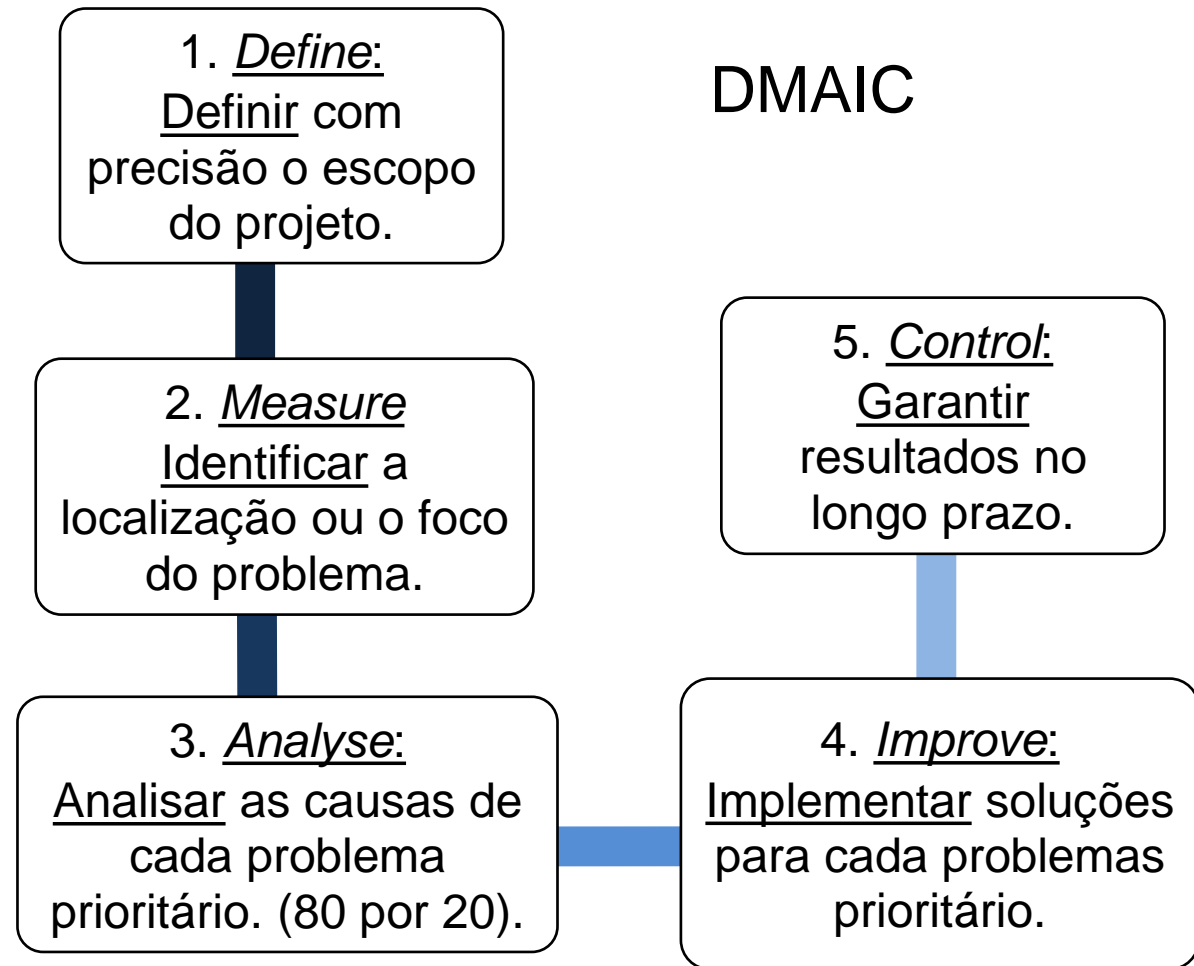 DMAIC
1. Define:
Definir com
precisão o escopo
do projeto.
2. Measure
Identificar a
localização ou o foco
do problema.
3. Analyse:
Analisar as causas de
cada problema
prioritário. (80 por 20).
4. Improve:
Implementar soluções
para cada problemas
prioritário.
5. Control:
Garantir
resultados no
longo prazo.